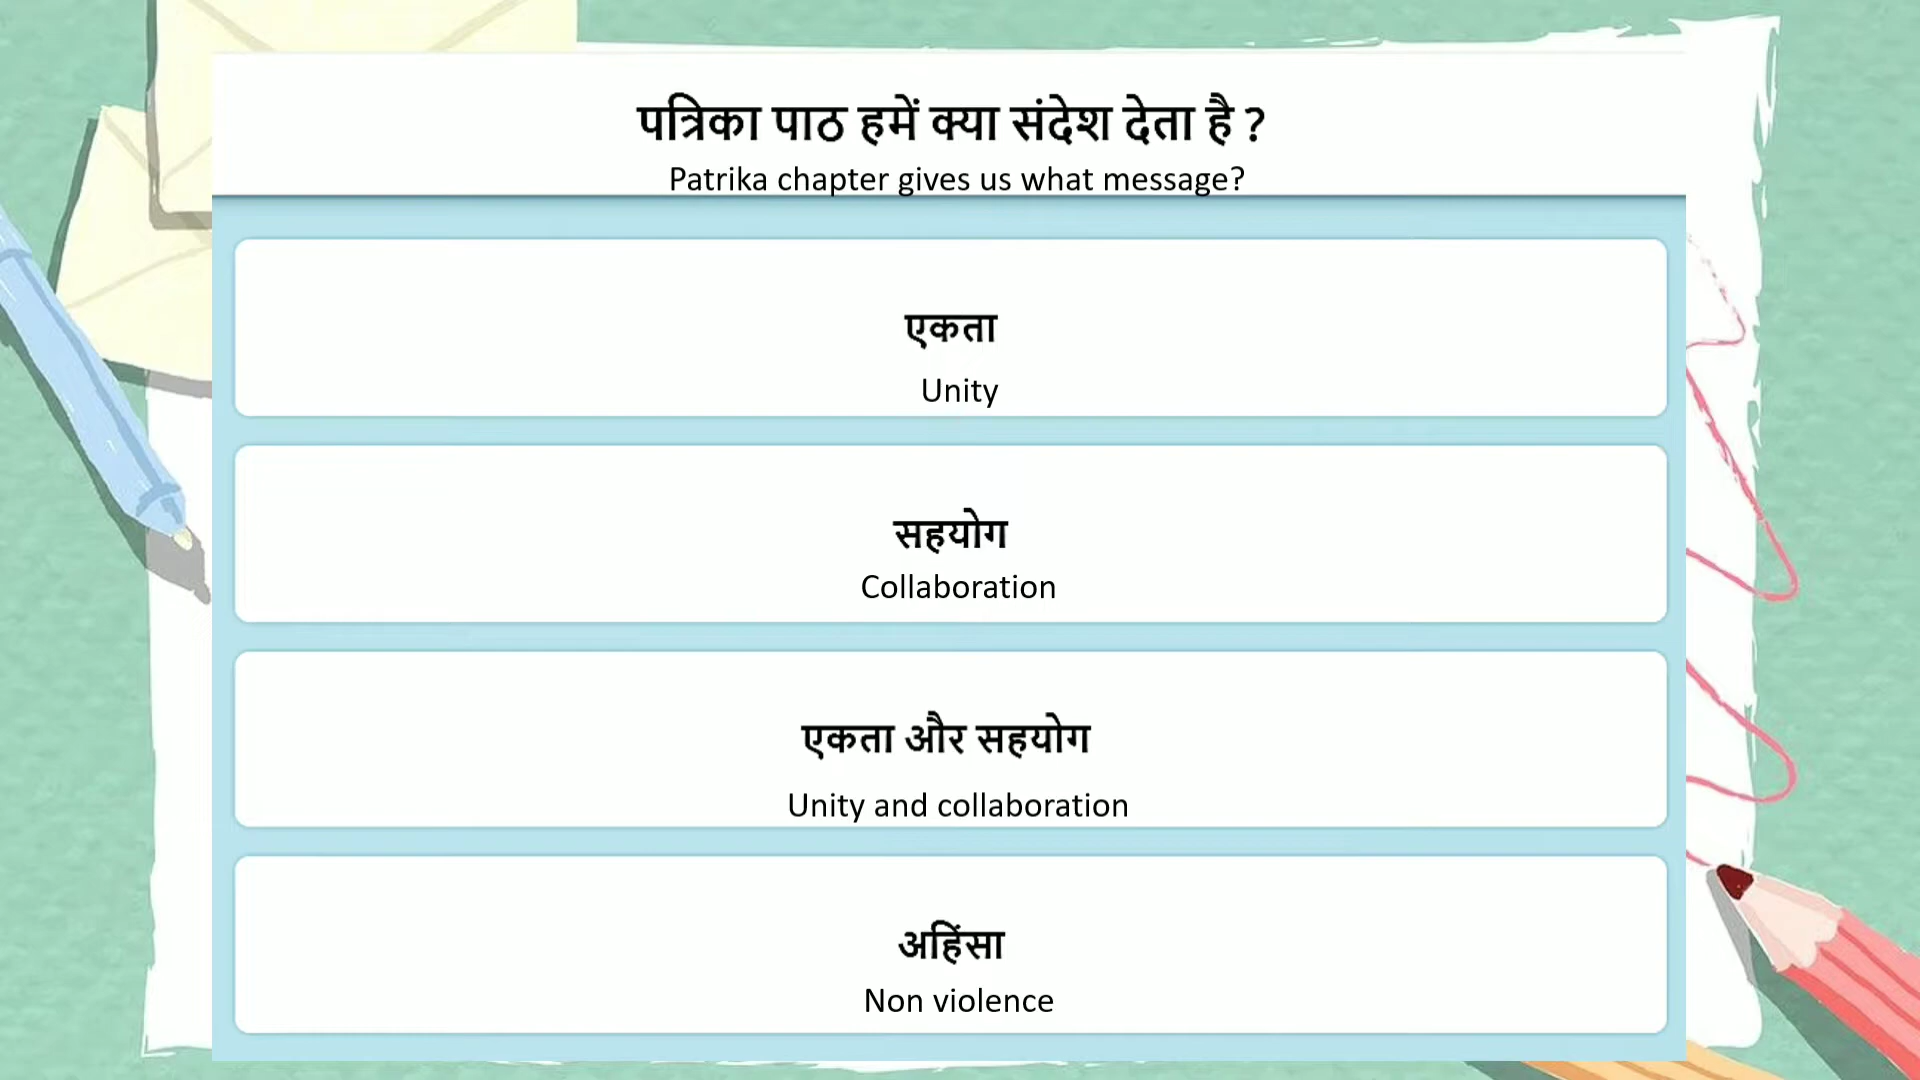 पत्रिका पाठ हमें क्या संदेश देता है ?
Patrika chapter gives us what message?
एकता
Unity
सहयोग
Collaboration
एकता और सहयोग
Unity and collaboration
अहिंसा
Non violence